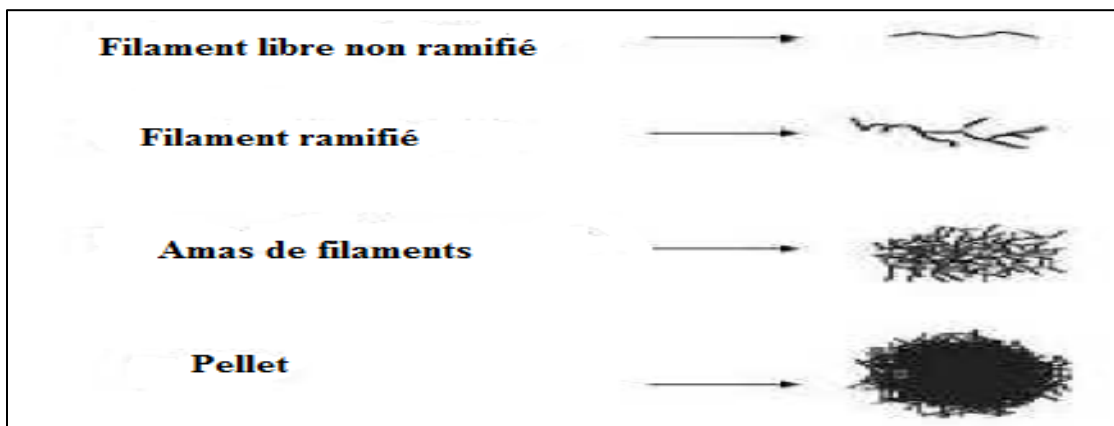 Filament libre non ramifié
Filament ramifié
Amas de filaments
Pellet